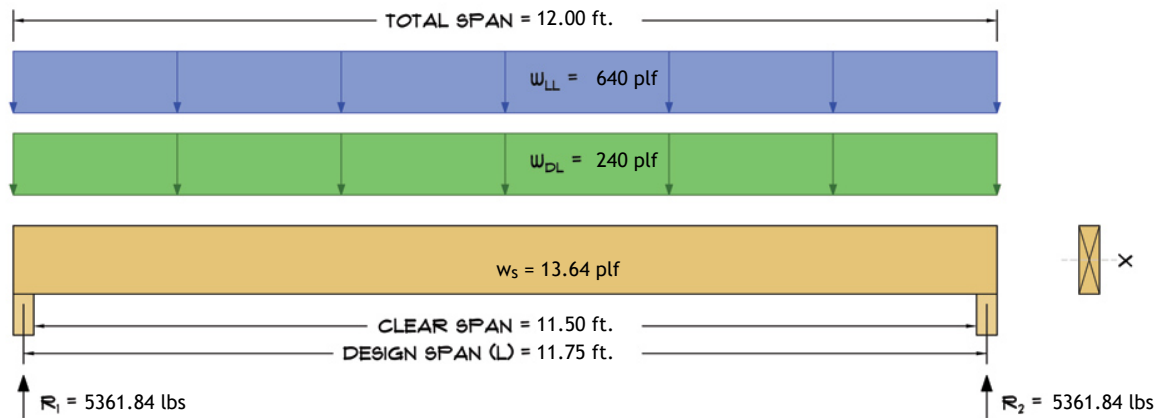 TOTAL SPAN = 12.00 ft.
WLL = 640 plf
WDL = 240 plf
ws = 13.64 plf
X
CLEAR SPAN = 11.50 ft.
DESIGN SPAN (L) = 11.75 ft.
R1 = 5361.84 lbs
R2 = 5361.84 lbs